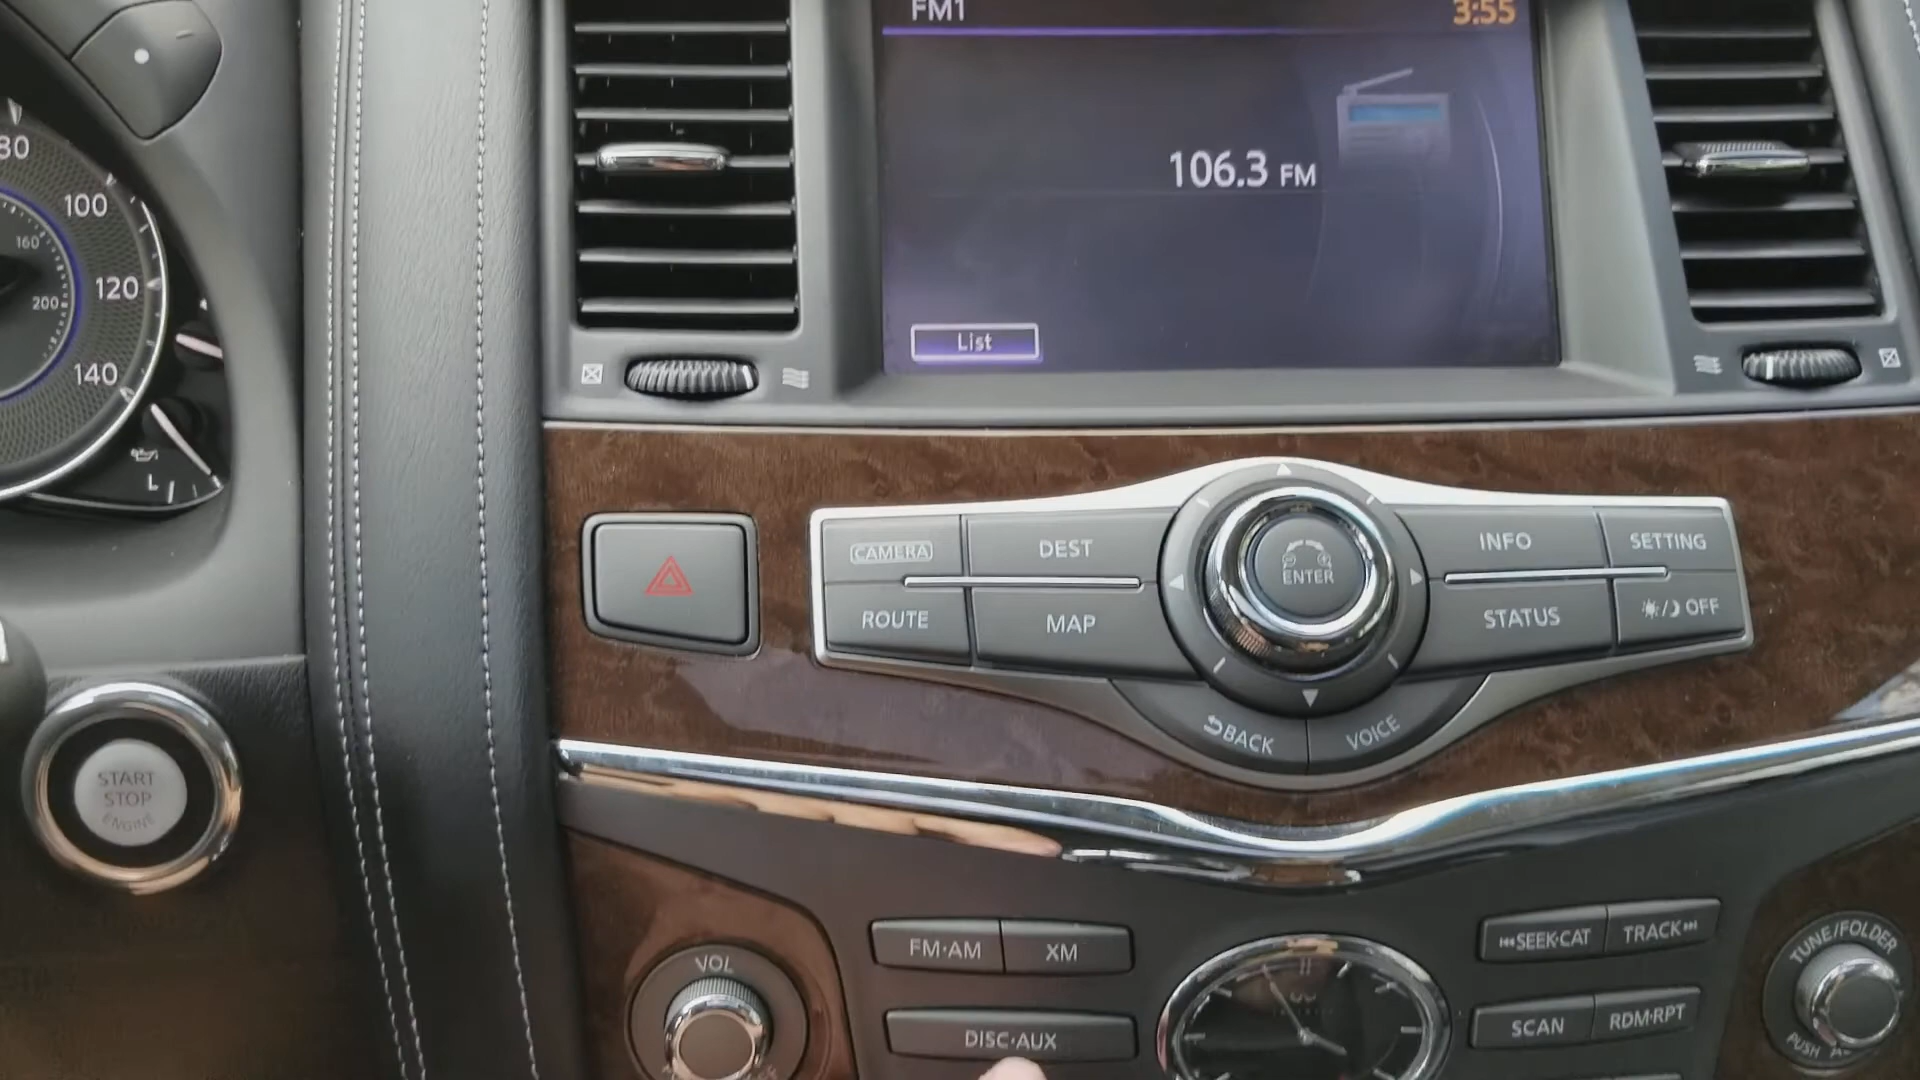 FM1
3:55
80
100
160
120
200
140
L
106.3 FM
List
CAMERA
DEST
ROUTE
MAP
ENTER
INFO
SETTING
STATUS
OFF
BACK
VOICE
START
STOP
ENGINE
VOL
FM·AM
XM
DISC·AUX
SEEK·CAT
TRACK
SCAN
RDM·RPT
TUNE/FOLDER
PUSH